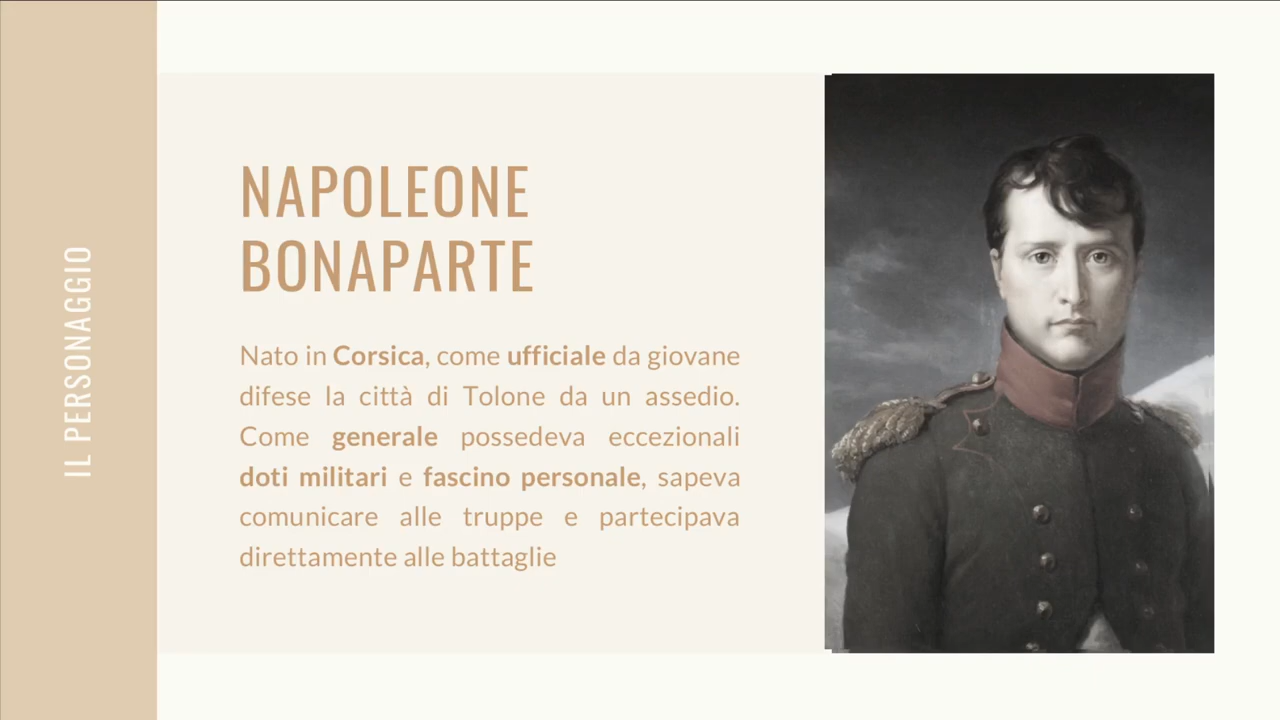 IL PERSONAGGIO
NAPOLEONE
BONAPARTE
Nato in Corsica, come ufficiale da giovane
difese la città di Tolone da un assedio.
Come generale possedeva eccezionali
doti militari e fascino personale, sapeva
comunicare alle truppe e partecipava
direttamente alle battaglie